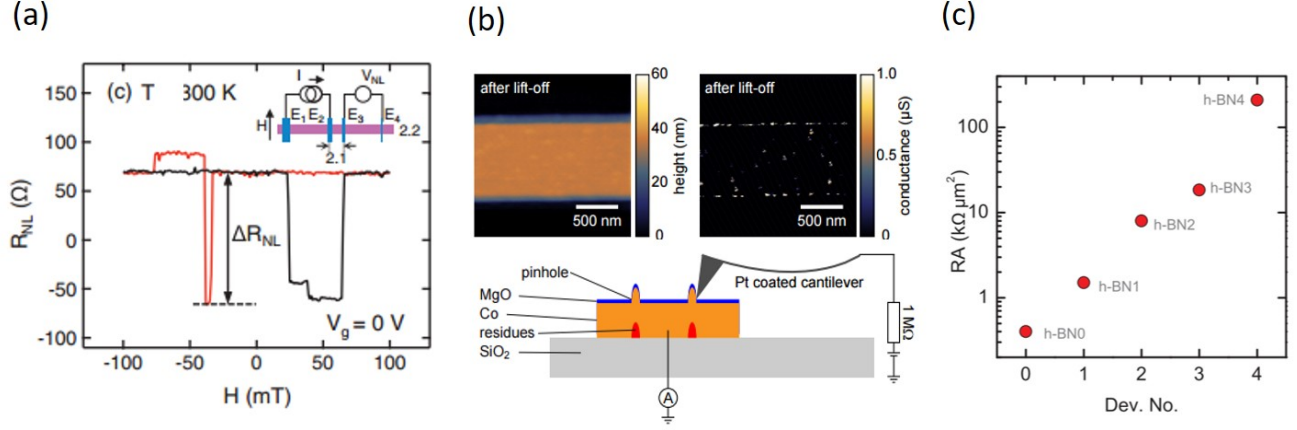 (a)
(b)
(c)
(c) T 300 K
I
V_NL
H
E₁ E₂ E₃ E₄
2.2
2.1
150
100
50
0
-50
-100
R_NL (Ω)
ΔR_NL
V_g = 0 V
-100 -50 0 50 100
H (mT)
after lift-off
500 nm
60
40
20
0
height (nm)
after lift-off
500 nm
1.0
0.5
0
conductance (µS)
pinhole
MgO
Co
residues
SiO₂
Pt coated cantilever
1 MΩ
A
RA (kΩ µm²)
100
10
1
h-BN4
h-BN3
h-BN2
h-BN1
h-BN0
0 1 2 3 4
Dev. No.